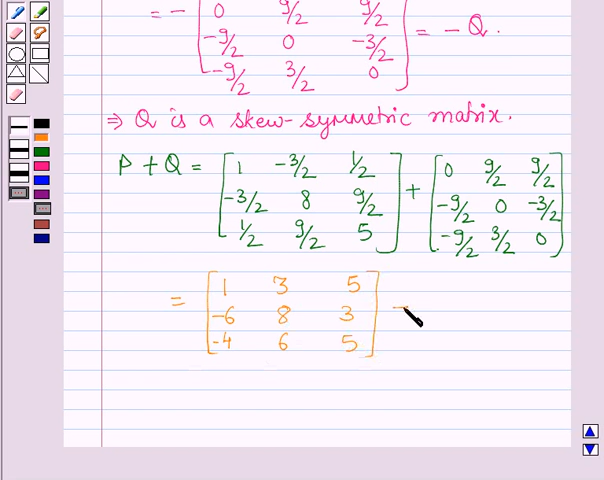 = - [ 0 9/2 9/2
-9/2 0 -3/2
-9/2 3/2 0 ] = - Q.
⇒ Q is a skew-symmetric matrix.
P + Q = [ 1 -3/2 1/2 ] + [ 0 9/2 9/2 ]
-3/2 8 9/2 -9/2 0 -3/2
1/2 9/2 5 -9/2 3/2 0
= [ 1 3 5
-6 8 3
-4 6 5 ]